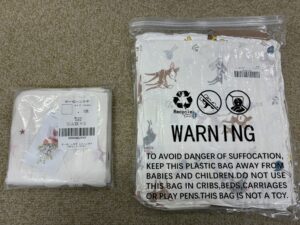 Recycle
WARNING
TO AVOID DANGER OF SUFFOCATION,
KEEP THIS PLASTIC BAG AWAY FROM
BABIES AND CHILDREN.DO NOT USE
THIS BAG IN CRIBS,BEDS,CARRIAGES
OR PLAY PENS.THIS BAG IS NOT A TOY.